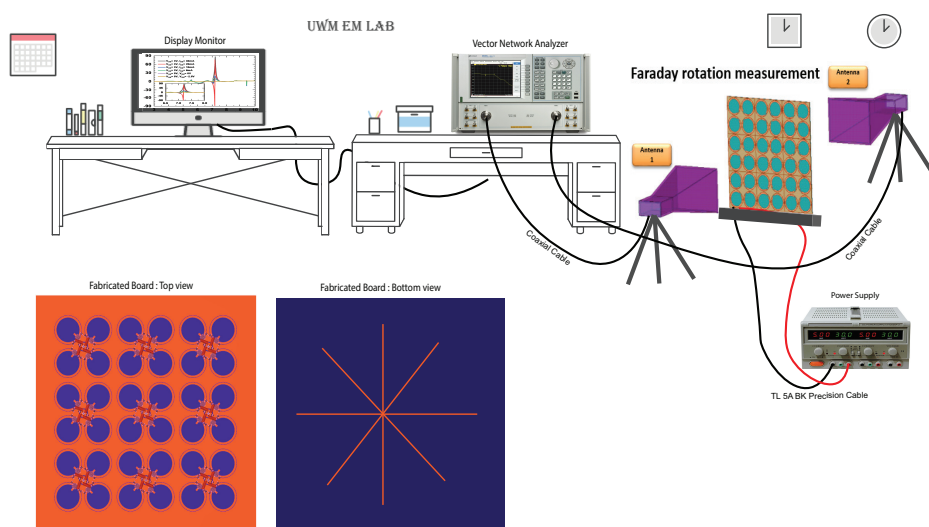 UWM EM LAB
Display Monitor
Vector Network Analyzer
Faraday rotation measurement
Antenna
2
Antenna
1
Coaxial Cable
Coaxial Cable
Fabricated Board : Top view
Fabricated Board : Bottom view
Power Supply
TL 5A BK Precision Cable